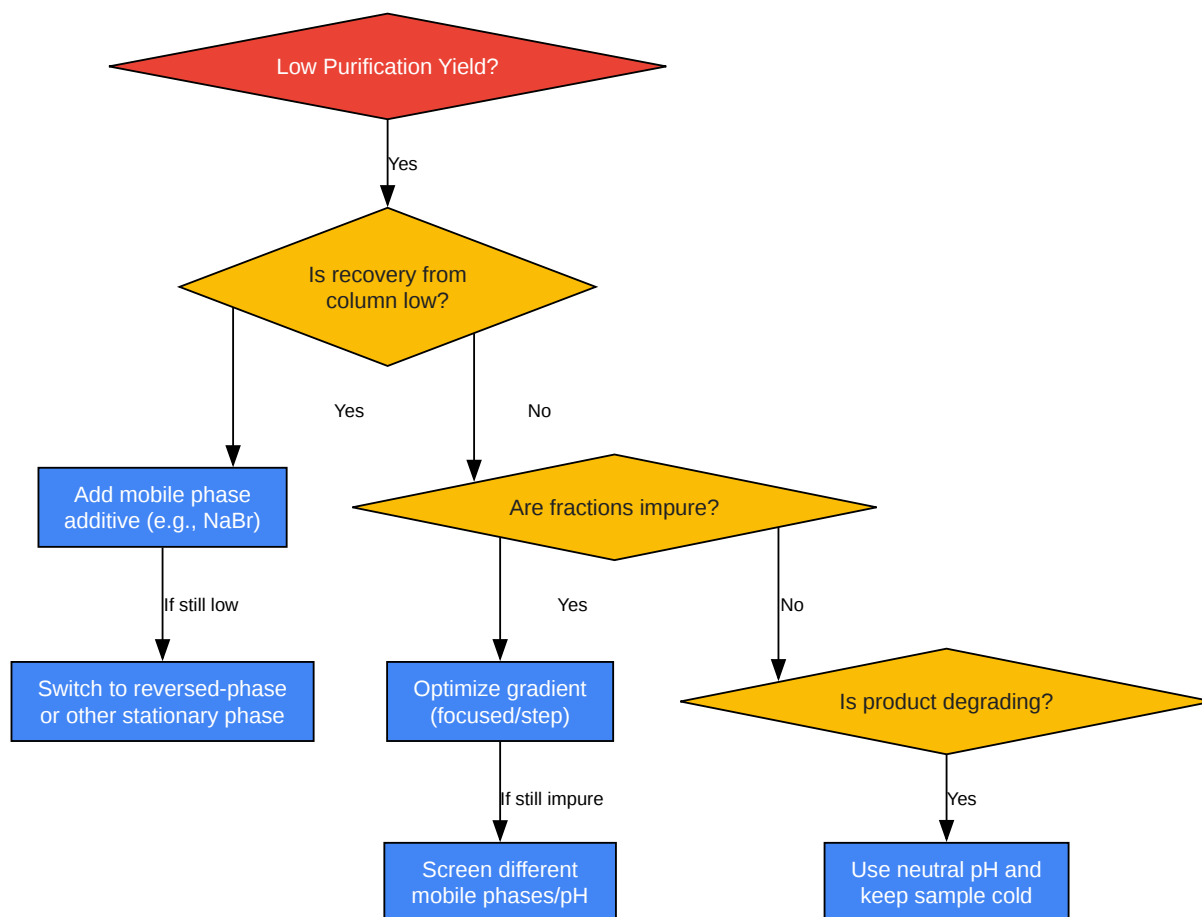 Low Purification Yield?
Yes
Is recovery from
column low?
Yes
No
Add mobile phase
additive (e.g., NaBr)
Are fractions impure?
If still low
Yes
No
Switch to reversed-phase
or other stationary phase
Optimize gradient
(focused/step)
Is product degrading?
If still impure
Yes
Screen different
mobile phases/pH
Use neutral pH and
keep sample cold